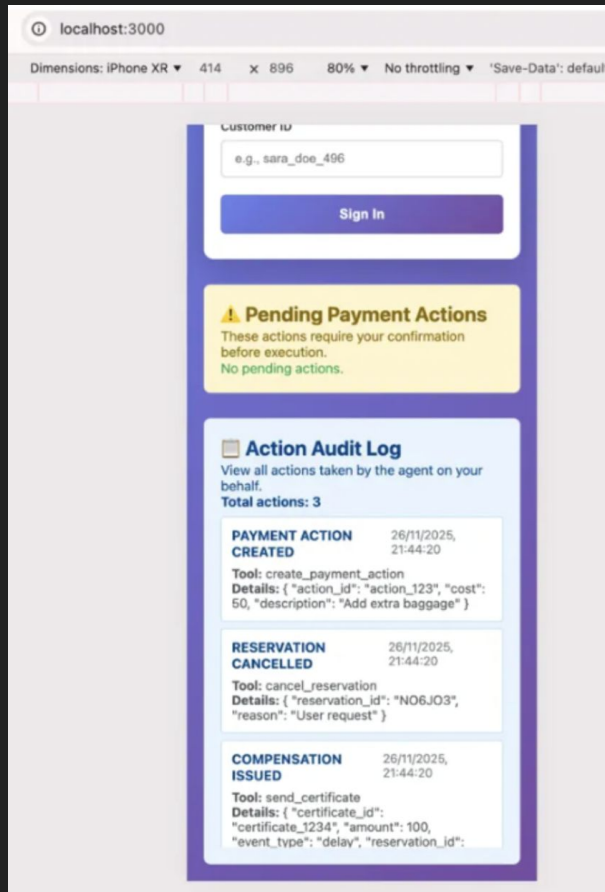 localhost:3000
Dimensions: iPhone XR ▼ 414 x 896 80% ▼ No throttling ▼ 'Save-Data': default
Customer ID
e.g., sara_doe_496
Sign In
⚠️ Pending Payment Actions
These actions require your confirmation
before execution.
No pending actions.
📋 Action Audit Log
View all actions taken by the agent on your
behalf.
Total actions: 3
PAYMENT ACTION 26/11/2025,
CREATED 21:44:20
Tool: create_payment_action
Details: { "action_id": "action_123", "cost":
50, "description": "Add extra baggage" }
RESERVATION 26/11/2025,
CANCELLED 21:44:20
Tool: cancel_reservation
Details: { "reservation_id": "NO6JO3",
"reason": "User request" }
COMPENSATION 26/11/2025,
ISSUED 21:44:20
Tool: send_certificate
Details: { "certificate_id":
"certificate_1234", "amount": 100,
"event_type": "delay", "reservation_id":